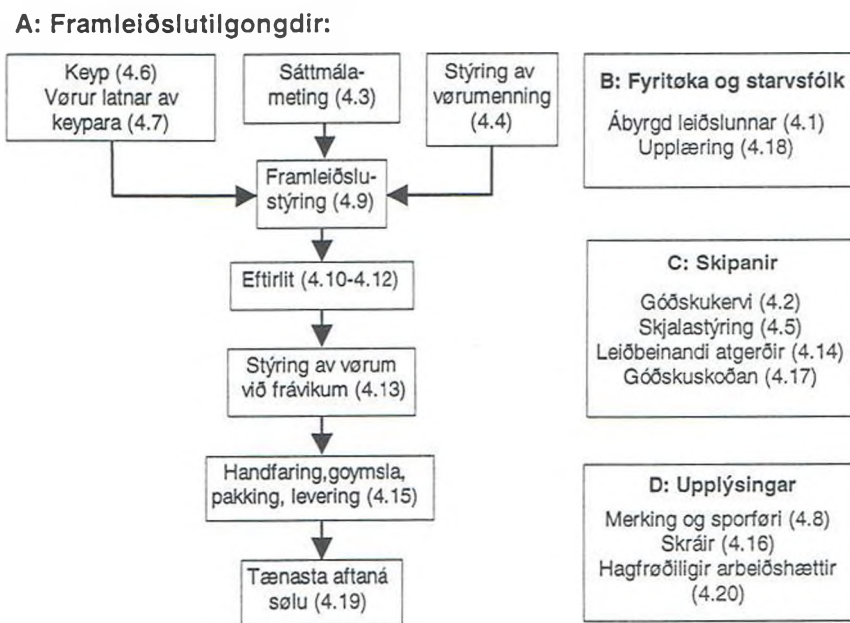 A: Framleiðslutilgongdir:
Keyp (4.6)
Vørur latnar av
keypara (4.7)
Sáttmála-
meting (4.3)
Stýring av
vørumenning
(4.4)
Framleiðslu-
stýring (4.9)
Eftirlit (4.10-4.12)
Stýring av vørum
við frávikum (4.13)
Handfaring,goymsla,
pakking, levering (4.15)
Tænasta aftaná
sølu (4.19)
B: Fyritøka og starvsfólk
Ábyrgd leiðslunnar (4.1)
Upplæring (4.18)
C: Skipanir
Góðskukervi (4.2)
Skjalastýring (4.5)
Leiðbeinandi atgerðir (4.14)
Góðskuskoðan (4.17)
D: Upplýsingar
Merking og sporføri (4.8)
Skráir (4.16)
Hagfrøðiligir arbeiðshættir
(4.20)